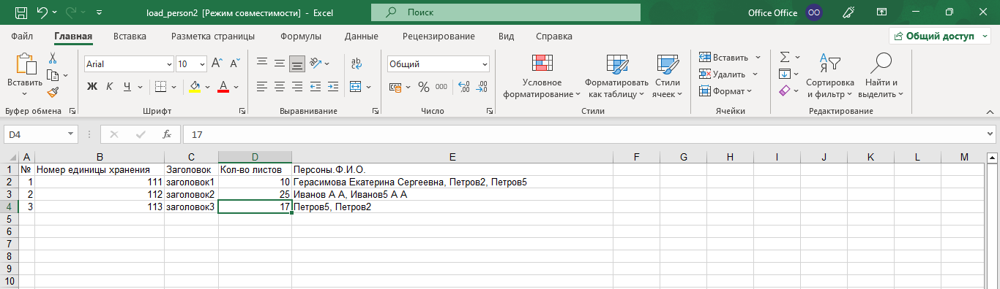 load_person2 [Режим совместимости] - Excel
Поиск
Office Office
OO
Файл Главная Вставка Разметка страницы Формулы Данные Рецензирование Вид Справка
Общий доступ
Вставить
Буфер обмена
Arial 10
Ж К Ч
Шрифт
Выравнивание
Общий
% 000
Число
Условное форматирование
Форматировать как таблицу
Стили ячеек
Стили
Вставить
Удалить
Формат
Ячейки
Сортировка и фильтр
Найти и выделить
Редактирование
D4 fx 17
A B C D E F G H I J K L M
1 № Номер единицы хранения Заголовок Кол-во листов Персоны.Ф.И.О.
2 1 111 заголовок1 10 Герасимова Екатерина Сергеевна, Петров2, Петров5
3 2 112 заголовок2 25 Иванов А А, Иванов5 А А
4 3 113 заголовок3 17 Петров5, Петров2
5
6
7
8
9
10